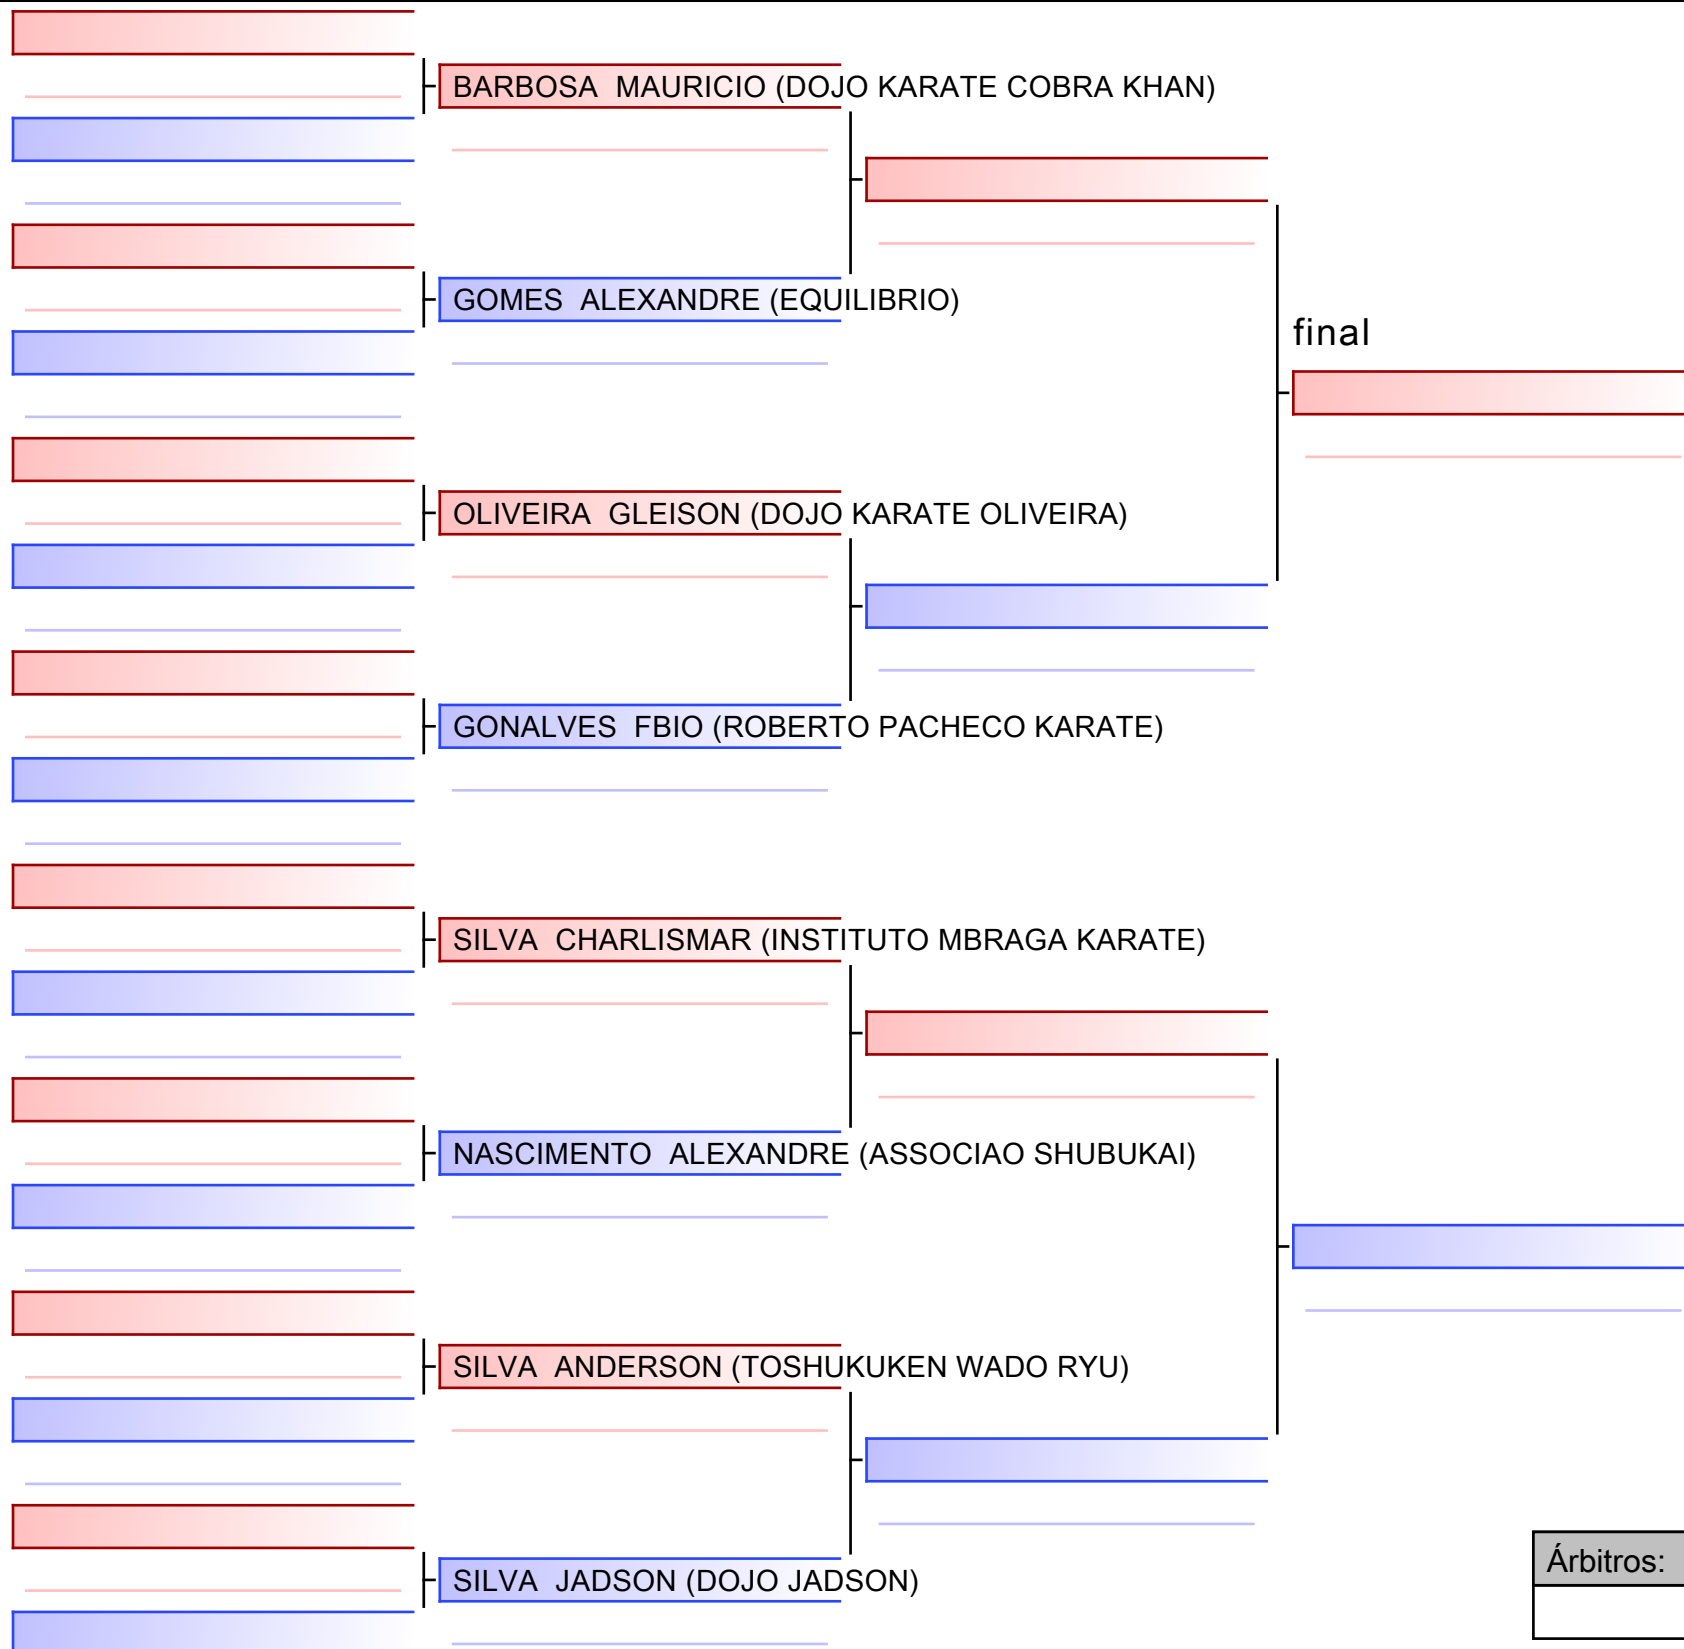 BARBOSA  MAURICIO (DOJO KARATE COBRA KHAN)
GOMES  ALEXANDRE (EQUILIBRIO)
final
OLIVEIRA  GLEISON (DOJO KARATE OLIVEIRA)
GONALVES  FBIO (ROBERTO PACHECO KARATE)
SILVA  CHARLISMAR (INSTITUTO MBRAGA KARATE)
NASCIMENTO  ALEXANDRE (ASSOCIAO SHUBUKAI)
SILVA  ANDERSON (TOSHUKUKEN WADO RYU)
Árbitros:
SILVA  JADSON (DOJO JADSON)